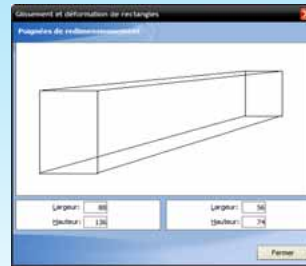 Glissement et déformation de rectangles
Poignées de redimensionnement
Largeur: 88
Hauteur: 136
Largeur: 56
Hauteur: 74
Fermer